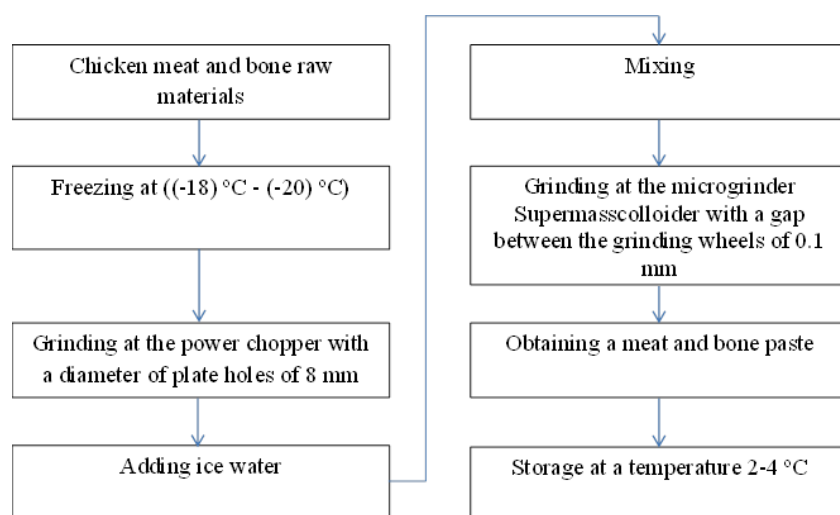 Chicken meat and bone raw
materials
Freezing at ((-18) °C - (-20) °C)
Grinding at the power chopper with
a diameter of plate holes of 8 mm
Adding ice water
Mixing
Grinding at the microgrinder
Supermasscolloider with a gap
between the grinding wheels of 0.1
mm
Obtaining a meat and bone paste
Storage at a temperature 2-4 °C